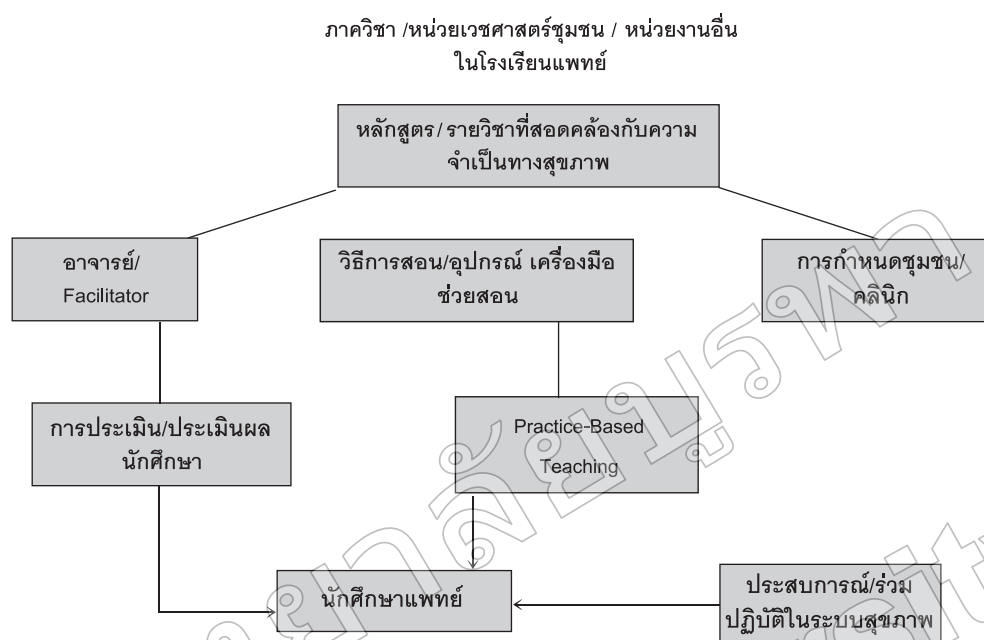 ภาควิชา /หน่วยเวชศาสตร์ชุมชน / หน่วยงานอื่น
ในโรงเรียนแพทย์
หลักสูตร/รายวิชาที่สอดคล้องกับความ
จำเป็นทางสุขภาพ
อาจารย์/
Facilitator
วิธีการสอน/อุปกรณ์ เครื่องมือ
ช่วยสอน
การกำหนดชุมชน/
คลินิก
การประเมิน/ประเมินผล
นักศึกษา
Practice-Based
Teaching
นักศึกษาแพทย์
ประสบการณ์/ร่วม
ปฏิบัติในระบบสุขภาพ